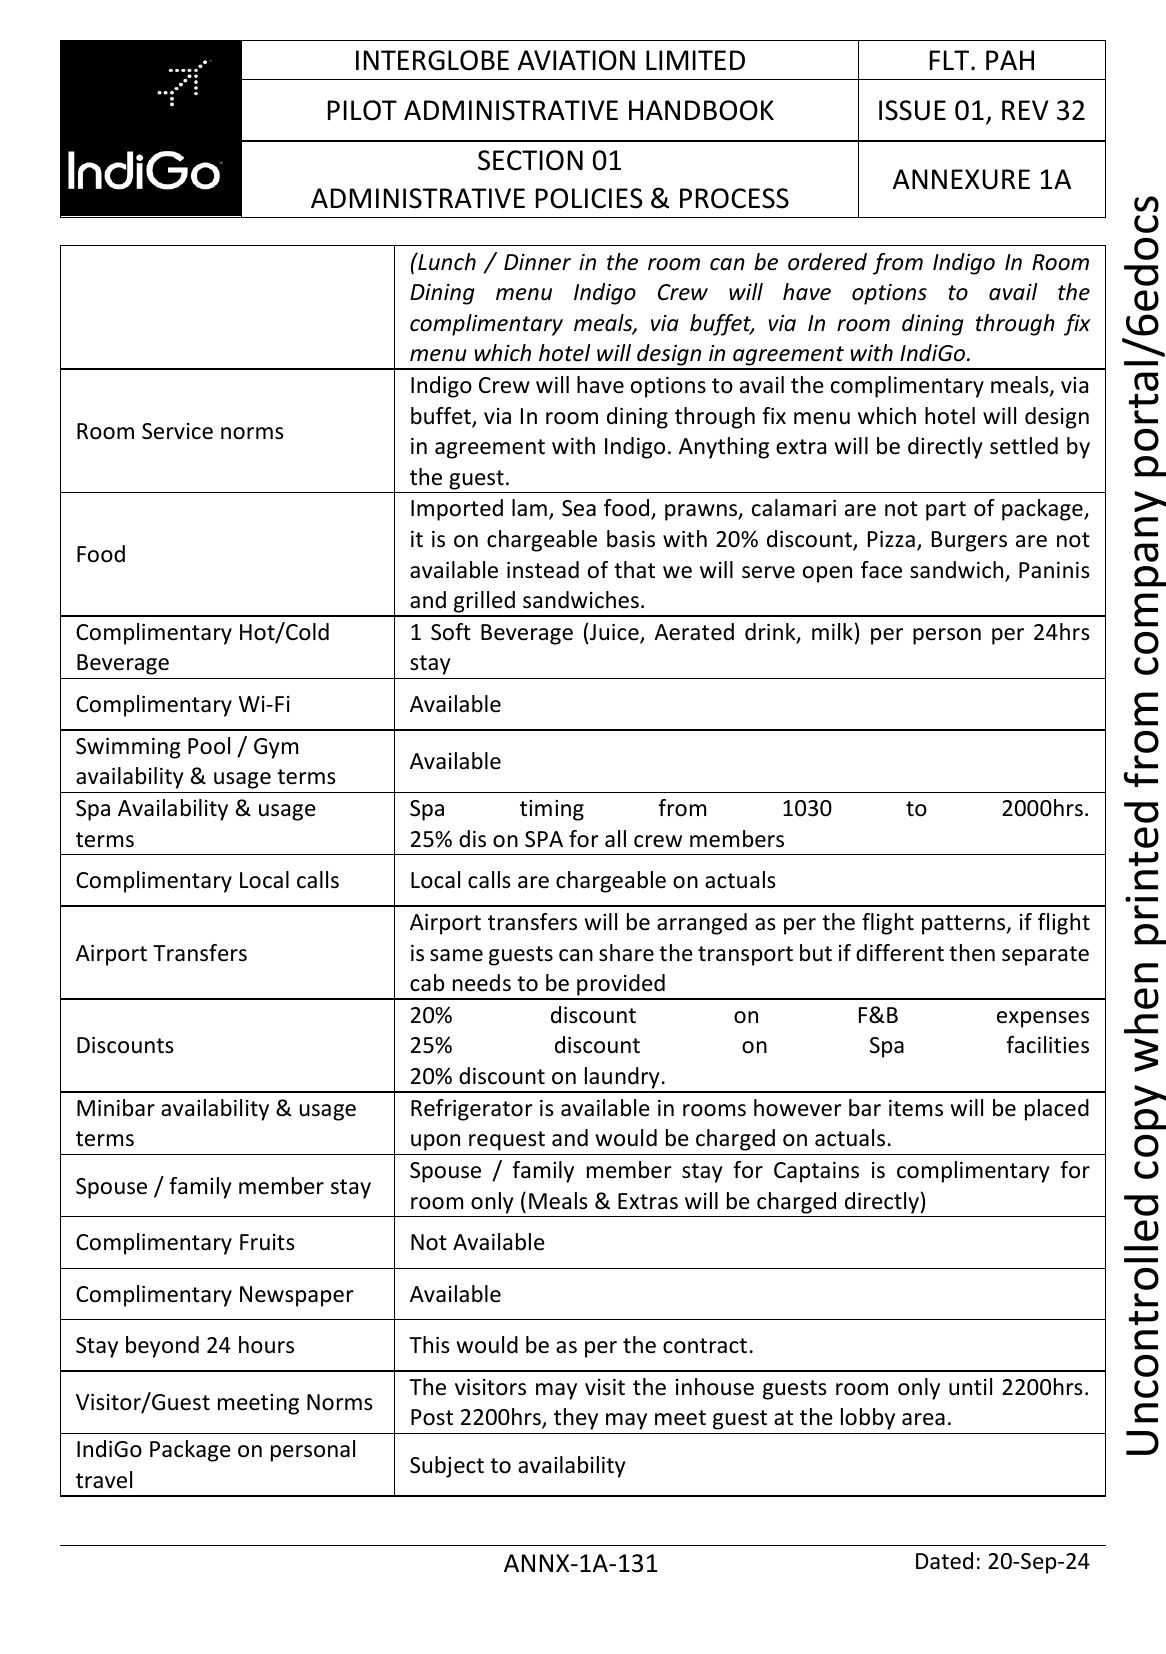 IndiGo
INTERGLOBE AVIATION LIMITED
FLT. PAH
PILOT ADMINISTRATIVE HANDBOOK
ISSUE 01, REV 32
SECTION 01
ADMINISTRATIVE POLICIES & PROCESS
ANNEXURE 1A
(Lunch / Dinner in the room can be ordered from Indigo In Room
Dining menu Indigo Crew will have options to avail the
complimentary meals, via buffet, via In room dining through fix
menu which hotel will design in agreement with IndiGo.
Room Service norms
Indigo Crew will have options to avail the complimentary meals, via
buffet, via In room dining through fix menu which hotel will design
in agreement with Indigo. Anything extra will be directly settled by
the guest.
Food
Imported lam, Sea food, prawns, calamari are not part of package,
it is on chargeable basis with 20% discount, Pizza, Burgers are not
available instead of that we will serve open face sandwich, Paninis
and grilled sandwiches.
Complimentary Hot/Cold
Beverage
1 Soft Beverage (Juice, Aerated drink, milk) per person per 24hrs
stay
Complimentary Wi-Fi
Available
Swimming Pool / Gym
availability & usage terms
Available
Spa Availability & usage
terms
Spa timing from 1030 to 2000hrs.
25% dis on SPA for all crew members
Complimentary Local calls
Local calls are chargeable on actuals
Airport Transfers
Airport transfers will be arranged as per the flight patterns, if flight
is same guests can share the transport but if different then separate
cab needs to be provided
Discounts
20% discount on F&B expenses
25% discount on Spa facilities
20% discount on laundry.
Minibar availability & usage
terms
Refrigerator is available in rooms however bar items will be placed
upon request and would be charged on actuals.
Spouse / family member stay
Spouse / family member stay for Captains is complimentary for
room only (Meals & Extras will be charged directly)
Complimentary Fruits
Not Available
Complimentary Newspaper
Available
Stay beyond 24 hours
This would be as per the contract.
Visitor/Guest meeting Norms
The visitors may visit the inhouse guests room only until 2200hrs.
Post 2200hrs, they may meet guest at the lobby area.
IndiGo Package on personal
travel
Subject to availability
ANNX-1A-131
Dated: 20-Sep-24
Uncontrolled copy when printed from company portal/6edocs